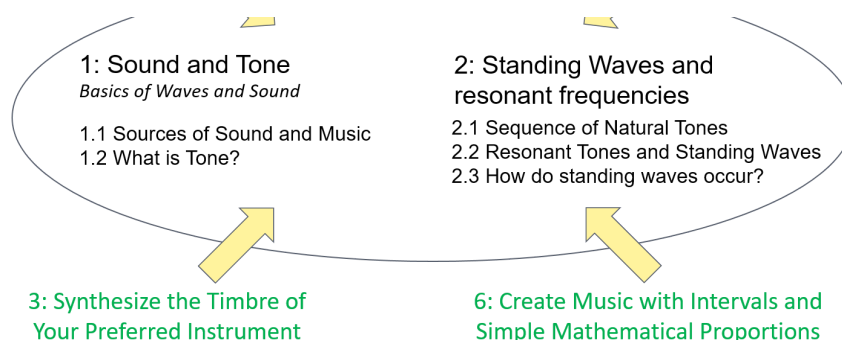 1: Sound and Tone
Basics of Waves and Sound
1.1 Sources of Sound and Music
1.2 What is Tone?
2: Standing Waves and
resonant frequencies
2.1 Sequence of Natural Tones
2.2 Resonant Tones and Standing Waves
2.3 How do standing waves occur?
3: Synthesize the Timbre of
Your Preferred Instrument
6: Create Music with Intervals and
Simple Mathematical Proportions